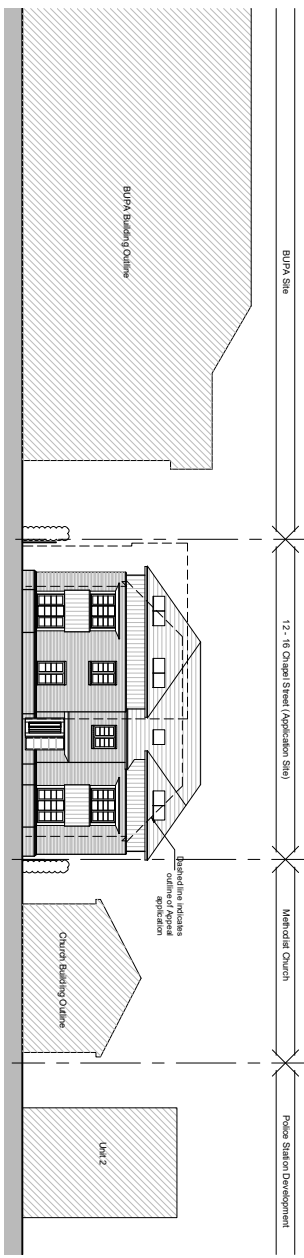 BUPA Site
12 - 16 Chapel Street (Application Site)
Methodist Church
Police Station Development
BUPA Building Outline
Dashed line indicates
outline of Appeal
application
Church Building Outline
Unit 2